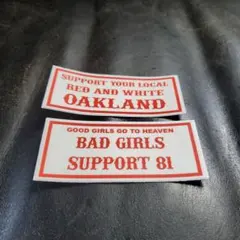 SUPPORT YOUR LOCAL
RED AND WHITE
OAKLAND
GOOD GIRLS GO TO HEAVEN
BAD GIRLS
SUPPORT 81